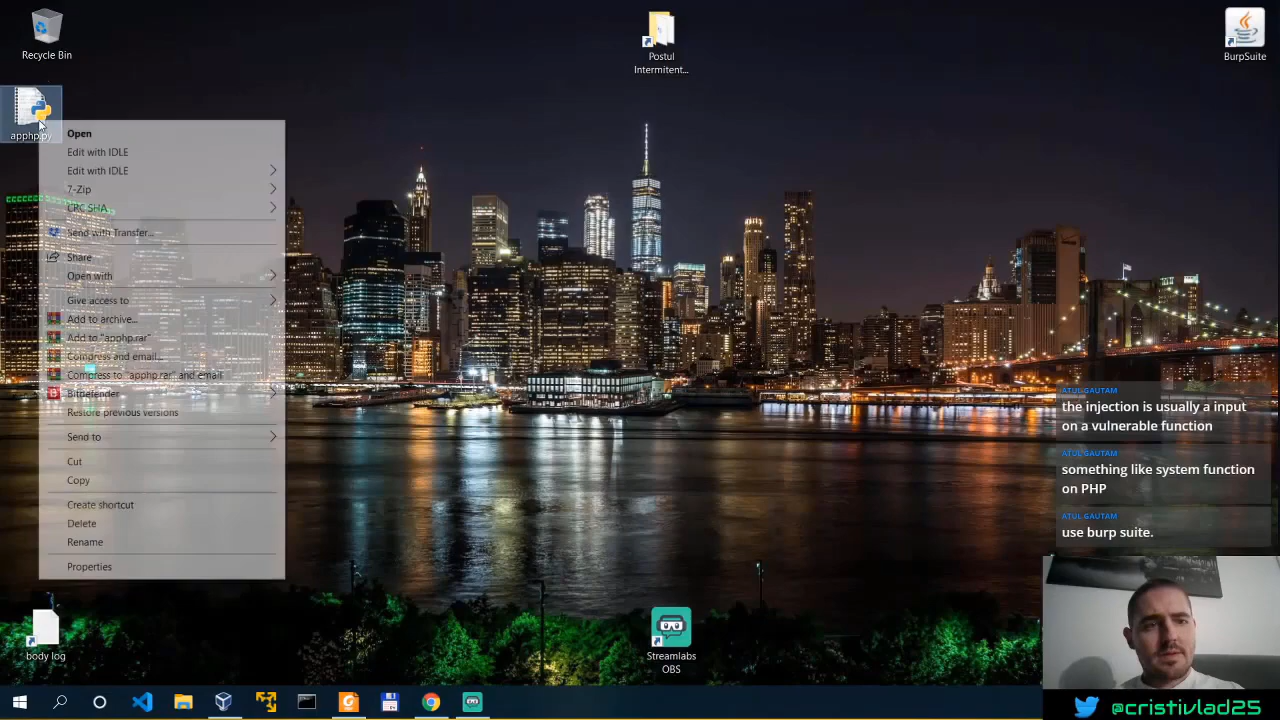 Recycle Bin
Postul
Intermitent...
BurpSuite
apphp.py
Open
Edit with IDLE
Edit with IDLE
7-Zip
CRC SHA
Send with Transfer...
Share
Open with
Give access to
Add to archive...
Add to "apphp.rar"
Compress and email...
Compress to "apphp.rar" and email
Bitdefender
Restore previous versions
Send to
Cut
Copy
Create shortcut
Delete
Rename
Properties
ATUL GAUTAM
the injection is usually a input
on a vulnerable function
ATUL GAUTAM
something like system function
on PHP
ATUL GAUTAM
use burp suite.
body log
Streamlabs
OBS
@cristivlad25